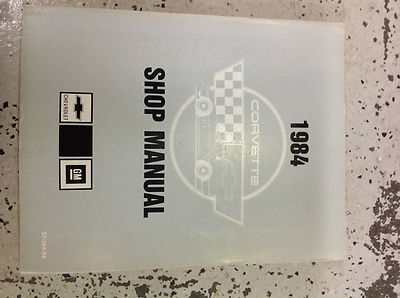 1984
CORVETTE
SHOP MANUAL
CHEVROLET
GM